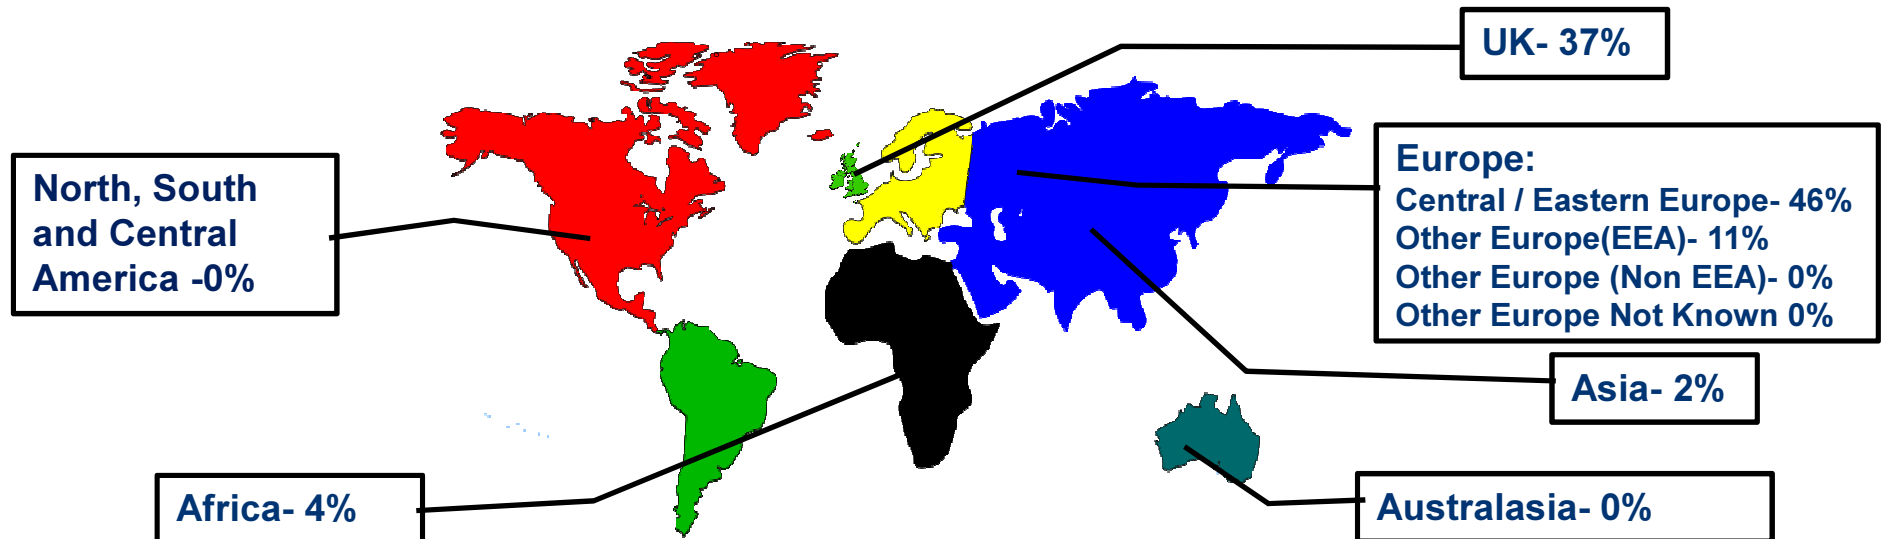 UK- 37%
North, South
and Central
America -0%
Europe:
Central / Eastern Europe- 46%
Other Europe(EEA)- 11%
Other Europe (Non EEA)- 0%
Other Europe Not Known 0%
Asia- 2%
Africa- 4%
Australasia- 0%